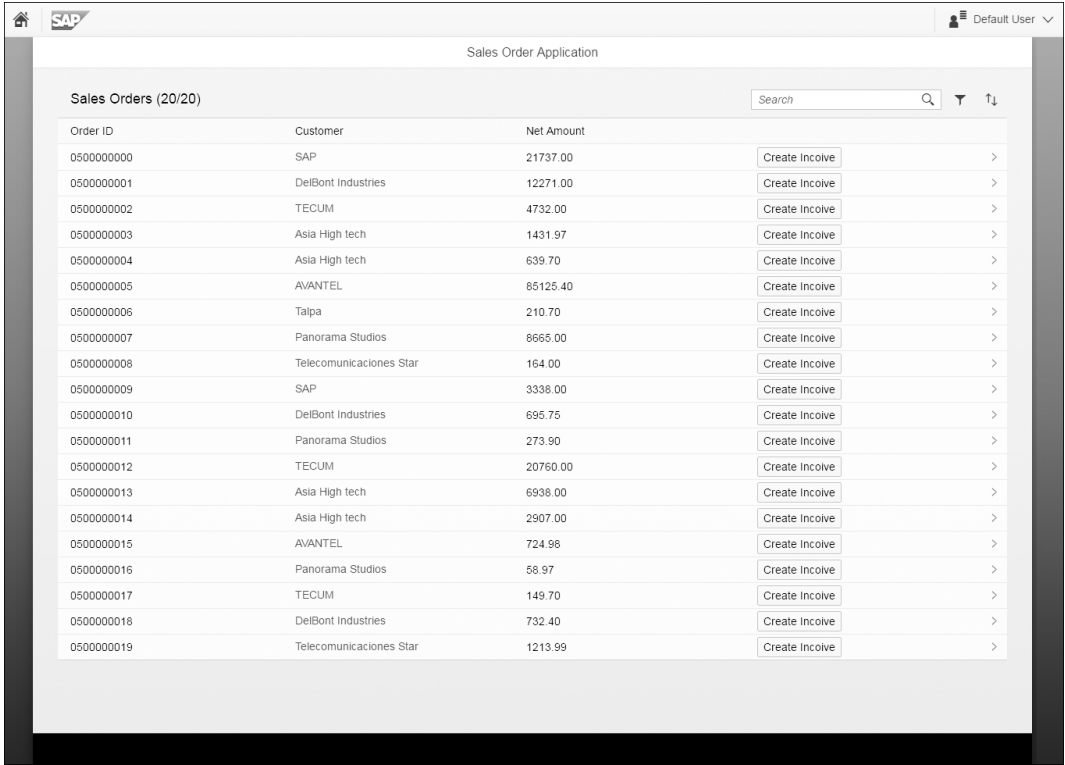 SAP Default User
Sales Order Application
Sales Orders (20/20) Search
Order ID Customer Net Amount
0500000000 SAP 21737.00 Create Incoive
0500000001 DelBont Industries 12271.00 Create Incoive
0500000002 TECUM 4732.00 Create Incoive
0500000003 Asia High tech 1431.97 Create Incoive
0500000004 Asia High tech 639.70 Create Incoive
0500000005 AVANTEL 85125.40 Create Incoive
0500000006 Talpa 210.70 Create Incoive
0500000007 Panorama Studios 8665.00 Create Incoive
0500000008 Telecomunicaciones Star 164.00 Create Incoive
0500000009 SAP 3338.00 Create Incoive
0500000010 DelBont Industries 695.75 Create Incoive
0500000011 Panorama Studios 273.90 Create Incoive
0500000012 TECUM 20760.00 Create Incoive
0500000013 Asia High tech 6938.00 Create Incoive
0500000014 Asia High tech 2907.00 Create Incoive
0500000015 AVANTEL 724.98 Create Incoive
0500000016 Panorama Studios 58.97 Create Incoive
0500000017 TECUM 149.70 Create Incoive
0500000018 DelBont Industries 732.40 Create Incoive
0500000019 Telecomunicaciones Star 1213.99 Create Incoive